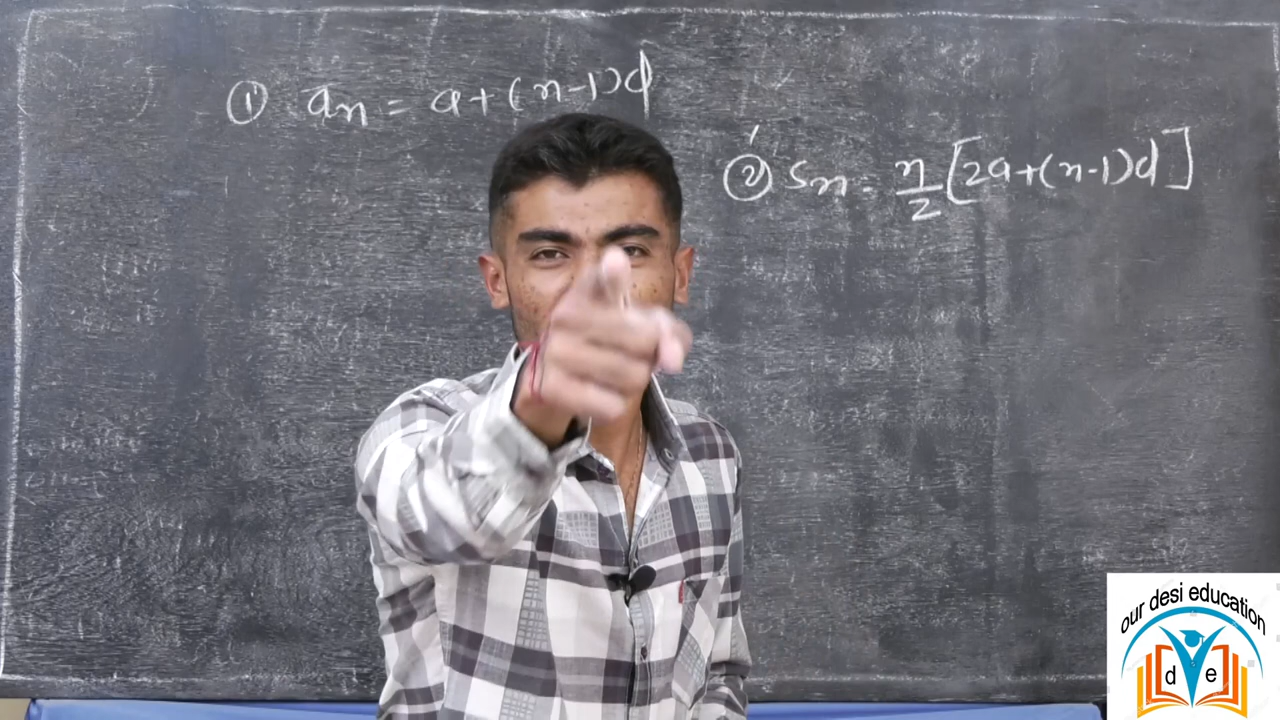 ① an = a+(n-1)d
② Sn = n/2 [2a+(n-1)d]
our desi education
d e